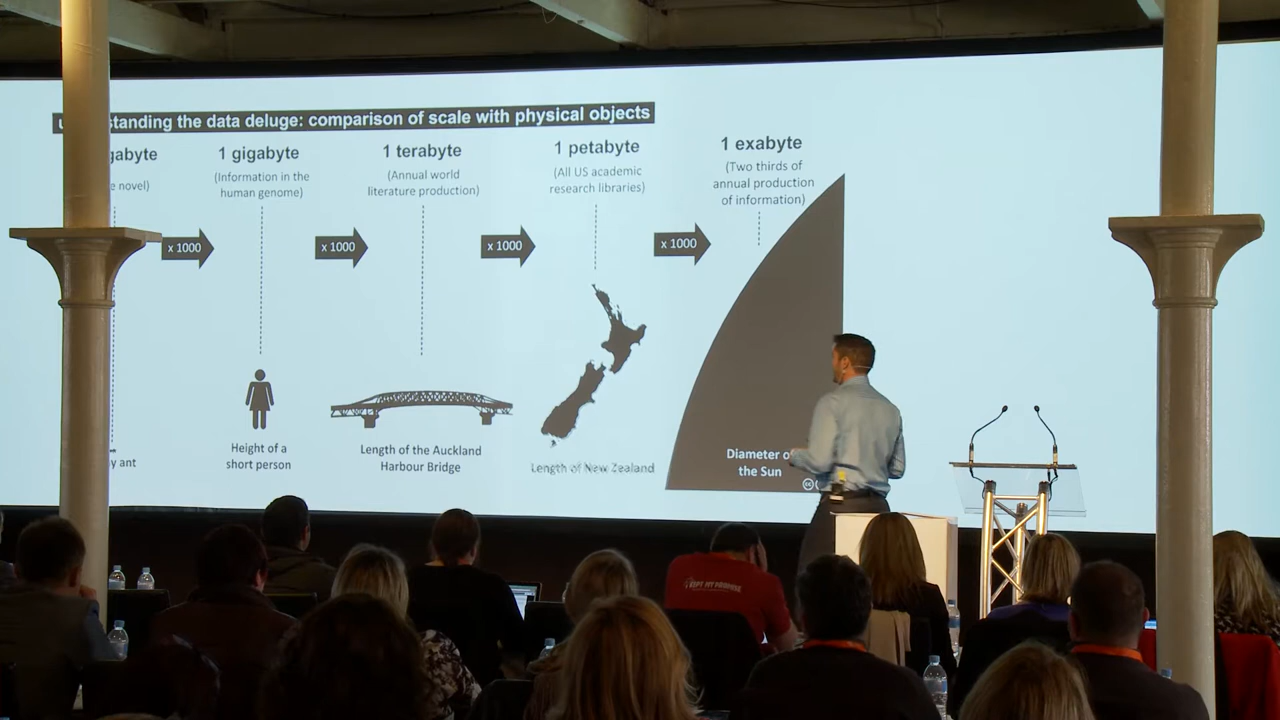 standing the data deluge: comparison of scale with physical objects
gabyte
1 gigabyte
1 terabyte
1 petabyte
1 exabyte
e novel)
(Information in the
human genome)
(Annual world
literature production)
(All US academic
research libraries)
(Two thirds of
annual production
of information)
x 1000
x 1000
x 1000
x 1000
y ant
Height of a
short person
Length of the Auckland
Harbour Bridge
Length of New Zealand
Diameter o
the Sun
cc